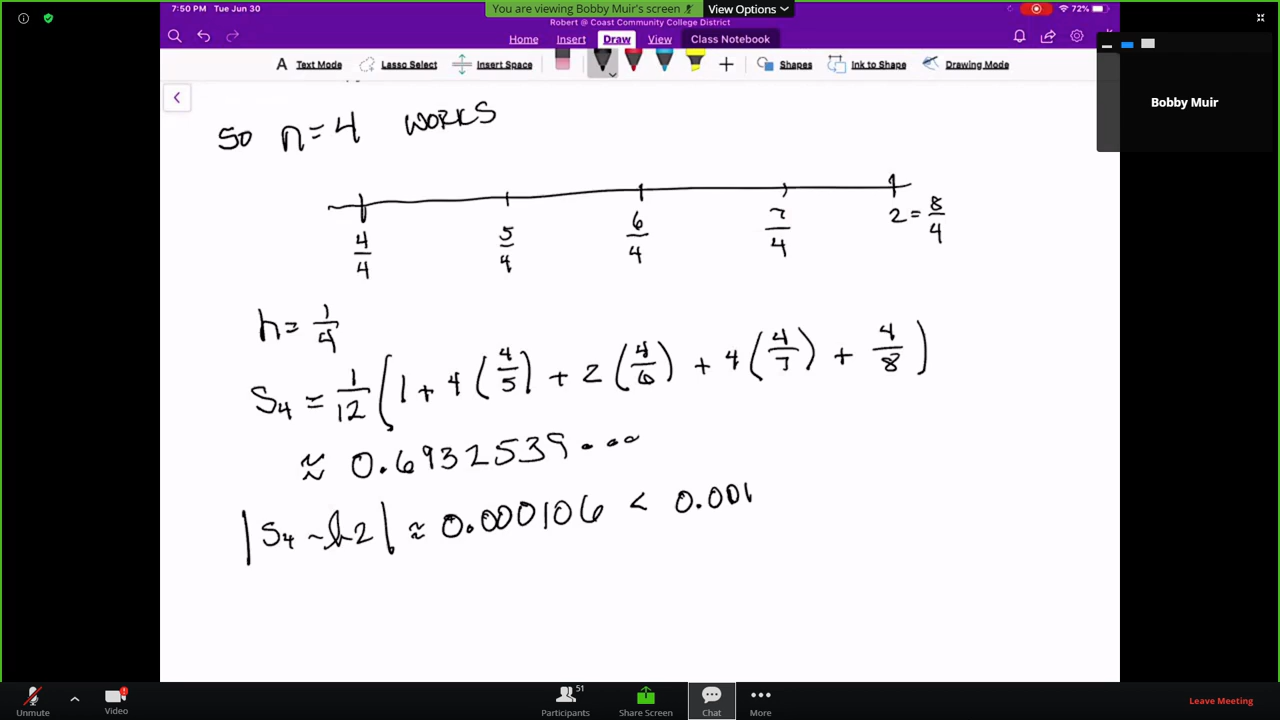 7:50 PM Tue Jun 30
You are viewing Bobby Muir's screen
View Options
72%
Robert @ Coast Community College District
Home Insert Draw View Class Notebook
Text Mode Lasso Select Insert Space Shapes Ink to Shape Drawing Mode
Bobby Muir
SO n=4 WORKS
4/4 5/4 6/4 7/4 2 = 8/4
h = 1/4
S₄ = 1/12 (1 + 4 (4/5) + 2 (4/6) + 4 (4/7) + 4/8)
≈ 0.6932539...
|S₄ - ln2| ≈ 0.000106 < 0.001
Unmute Video Participants 51 Share Screen Chat More Leave Meeting